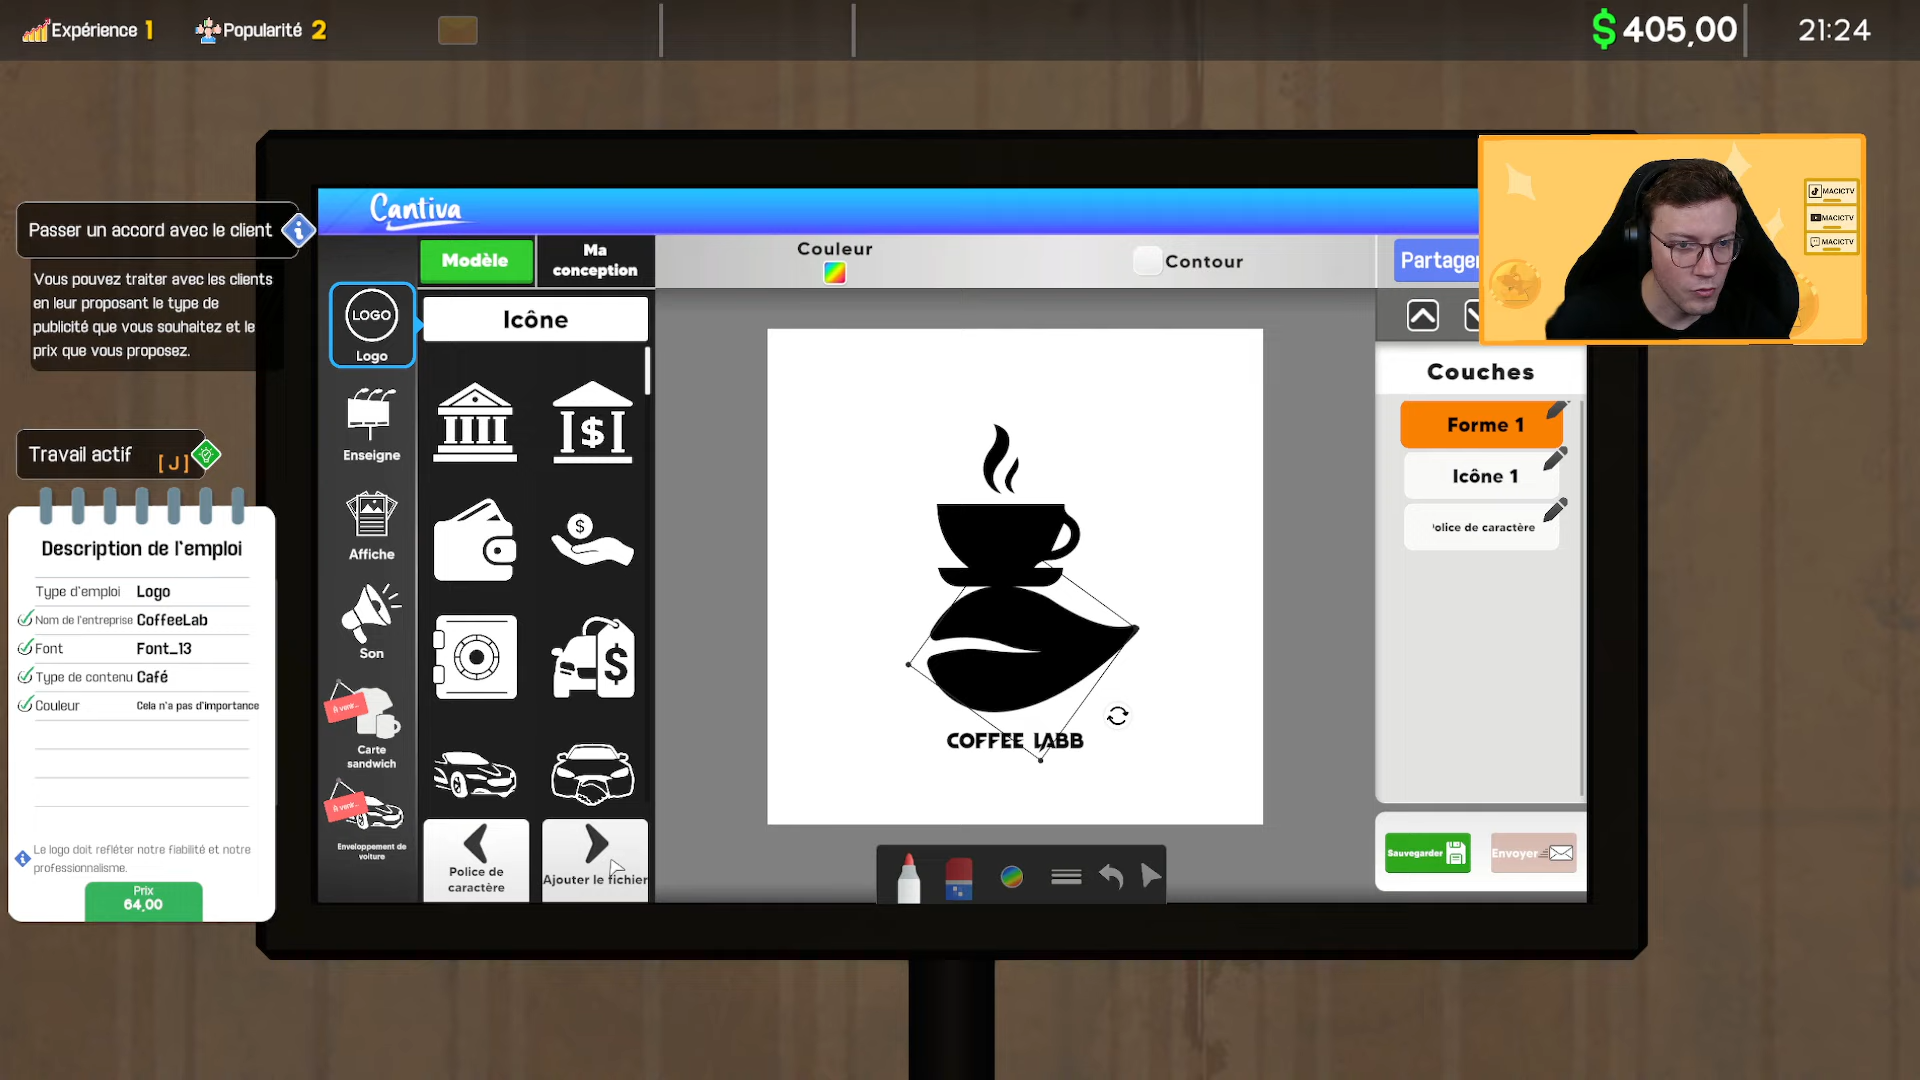 Expérience 1
Popularité 2
$ 405,00
21:24
MACICTV
MACICTV
MACICTV
Passer un accord avec le client
Vous pouvez traiter avec les clients
en leur proposant le type de
publicité que vous souhaitez et le
prix que vous proposez.
Travail actif [J]
Description de l'emploi
Type d'emploi Logo
Nom de l'entreprise CoffeeLab
Font Font_13
Type de contenu Café
Couleur Cela n'a pas d'importance
Le logo doit refléter notre fiabilité et notre
professionnalisme.
Prix
64,00
Cantiva
Modèle
Ma
conception
Couleur
Contour
Partager
LOGO
Logo
Enseigne
Affiche
Son
À venir...
Carte
sandwich
À venir...
Enveloppement de
voiture
Icône
$
$
$
Police de
caractère
Ajouter le fichier
COFFEE LABB
Couches
Forme 1
Icône 1
olice de caractère
Sauvegarder
Envoyer